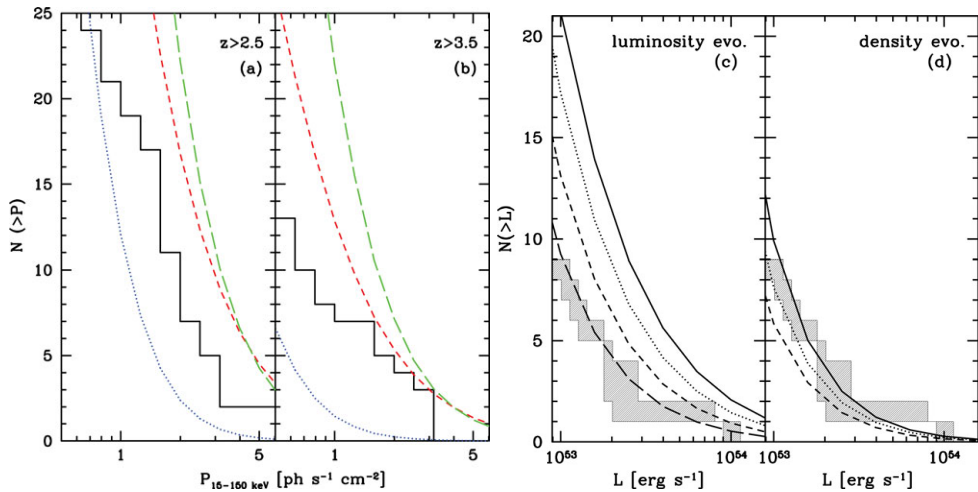 25
20
15
10
5
0
N (>P)
z>2.5
(a)
z>3.5
(b)
1
5
1
5
P15−150 keV [ph s−1 cm−2]
20
15
10
5
0
N(>L)
luminosity evo.
(c)
density evo.
(d)
10^53
10^54
10^53
10^54
L [erg s−1]
L [erg s−1]